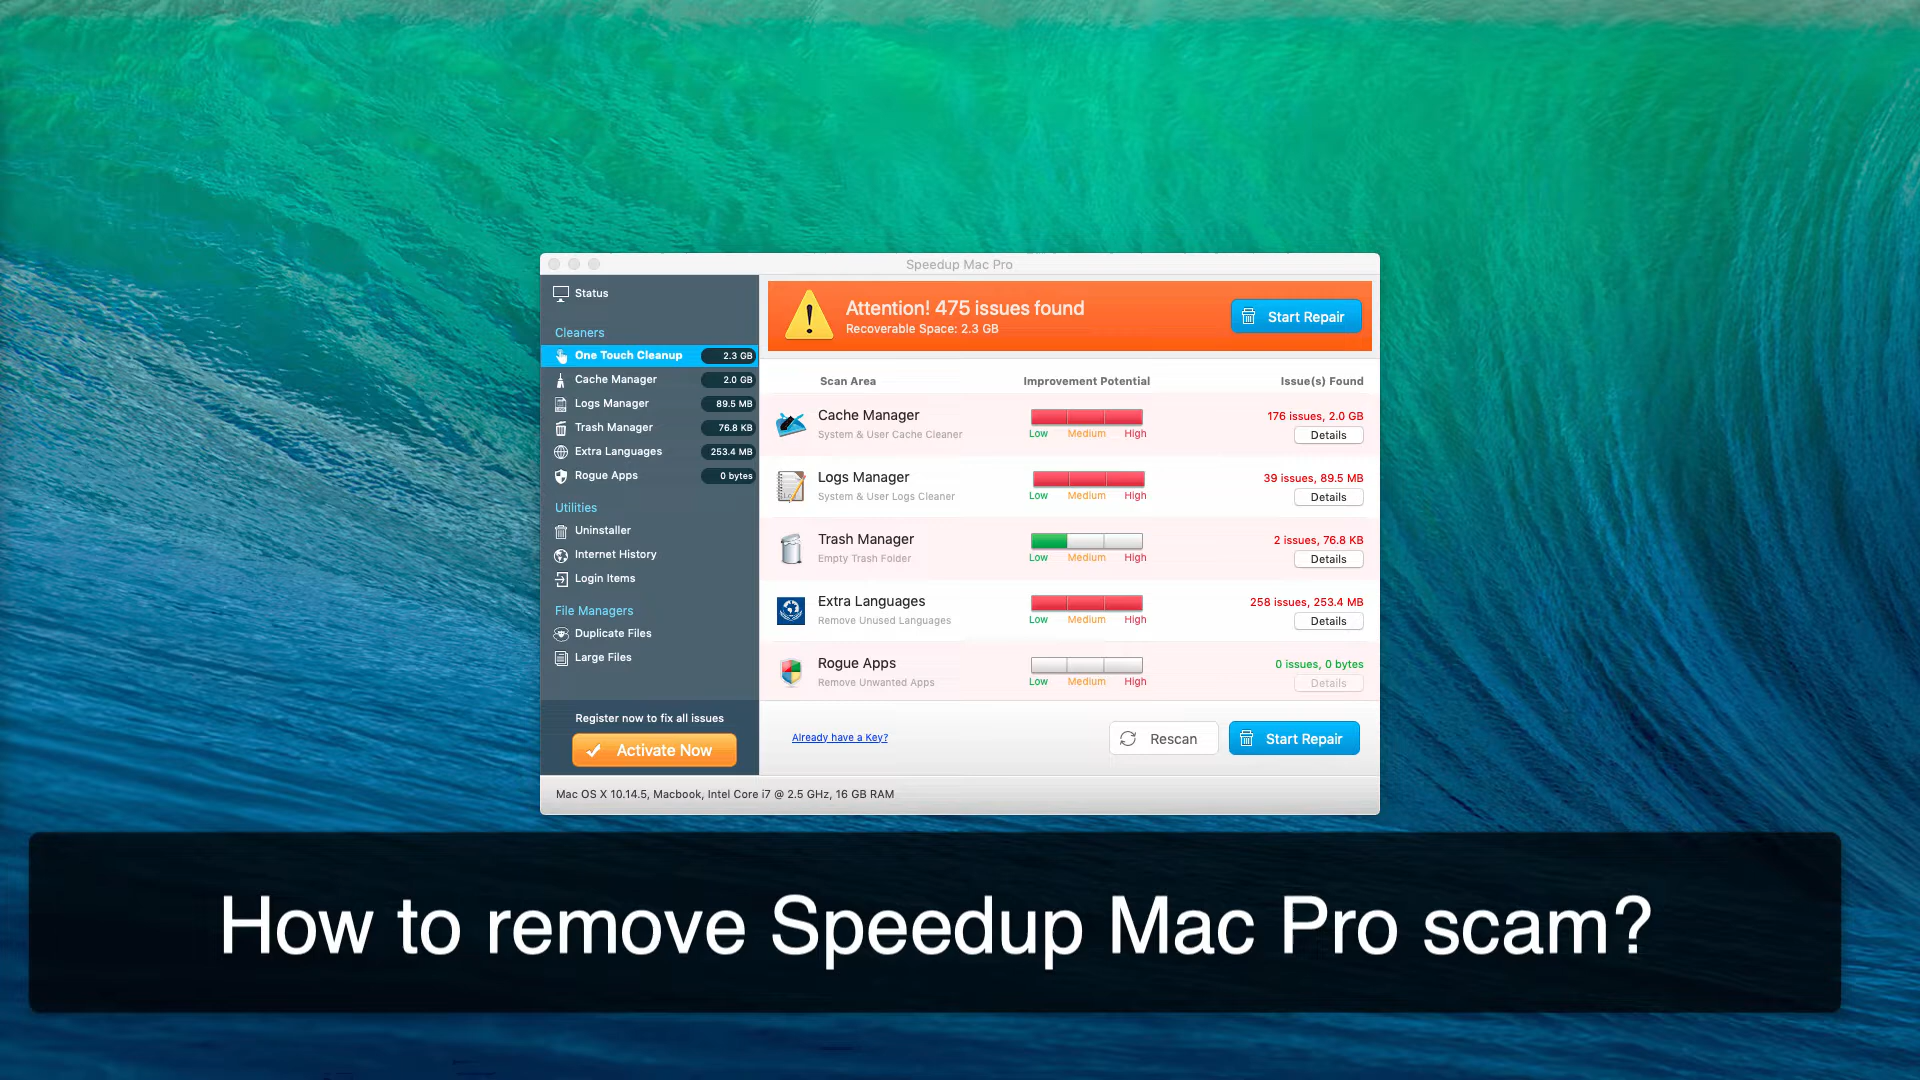 Speedup Mac Pro
Status
Cleaners
One Touch Cleanup 2.3 GB
Cache Manager 2.0 GB
Logs Manager 89.5 MB
Trash Manager 76.8 KB
Extra Languages 253.4 MB
Rogue Apps 0 bytes
Utilities
Uninstaller
Internet History
Login Items
File Managers
Duplicate Files
Large Files
Register now to fix all issues
Activate Now
Attention! 475 issues found
Recoverable Space: 2.3 GB
Start Repair
Scan Area Improvement Potential Issue(s) Found
Cache Manager
System & User Cache Cleaner
Low Medium High
176 issues, 2.0 GB
Details
Logs Manager
System & User Logs Cleaner
Low Medium High
39 issues, 89.5 MB
Details
Trash Manager
Empty Trash Folder
Low Medium High
2 issues, 76.8 KB
Details
Extra Languages
Remove Unused Languages
Low Medium High
258 issues, 253.4 MB
Details
Rogue Apps
Remove Unwanted Apps
Low Medium High
0 issues, 0 bytes
Details
Already have a Key?
Rescan
Start Repair
Mac OS X 10.14.5, Macbook, Intel Core i7 @ 2.5 GHz, 16 GB RAM
How to remove Speedup Mac Pro scam?